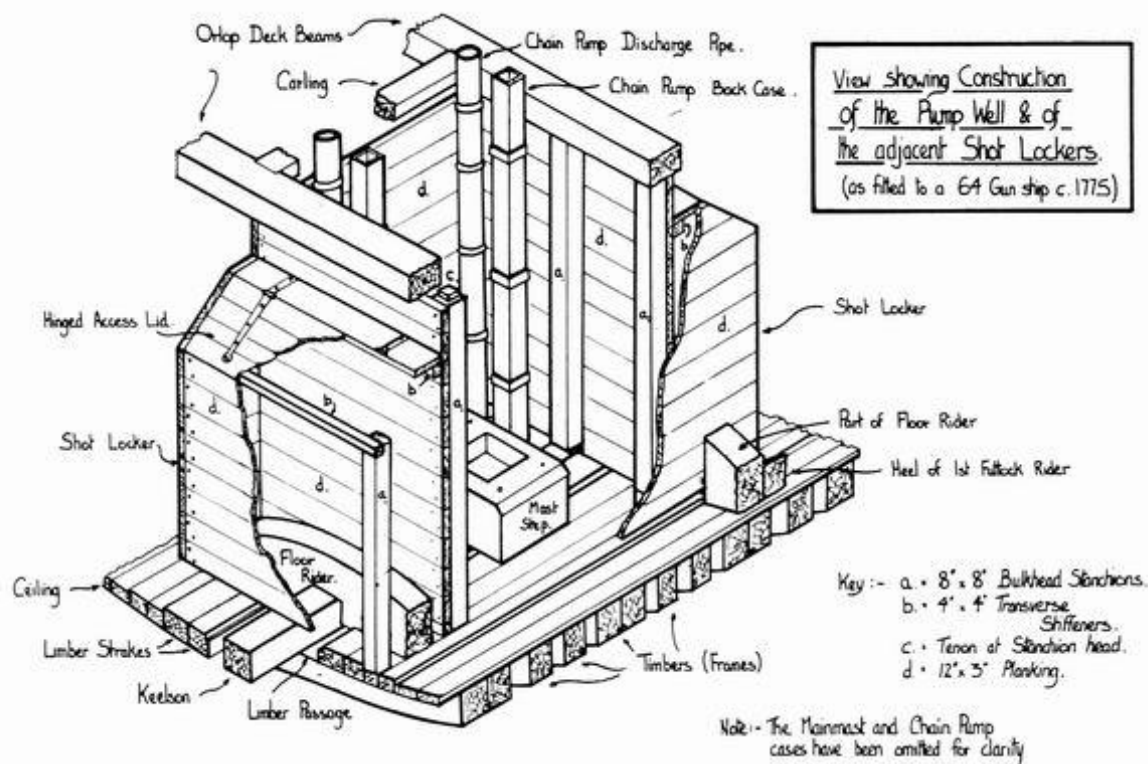 Orlop Deck Beams
Carling
Chain Pump Discharge Pipe.
Chain Pump Back Case.
View showing Construction
of the Pump Well & of
the adjacent Shot Lockers.
(as fitted to a 64 Gun ship c. 1775)
d.
c.
a.
d.
a.
b.
b
d.
Hinged Access Lid.
Shot Locker
b
a.
b.
d.
Shot Locker
d.
a.
Mast
Step.
Part of Floor Rider
Heel of 1st Futtock Rider
Floor
Rider.
Ceiling
Limber Strakes
Keelson
Limber Passage
Timbers (Frames)
Key :- a. = 8" x 8" Bulkhead Stanchions.
b. = 4" x 4" Transverse
Stiffeners.
c. = Tenon at Stanchion head.
d = 12" x 3" Planking.
Note:- The Mainmast and Chain Pump
cases have been omitted for clarity